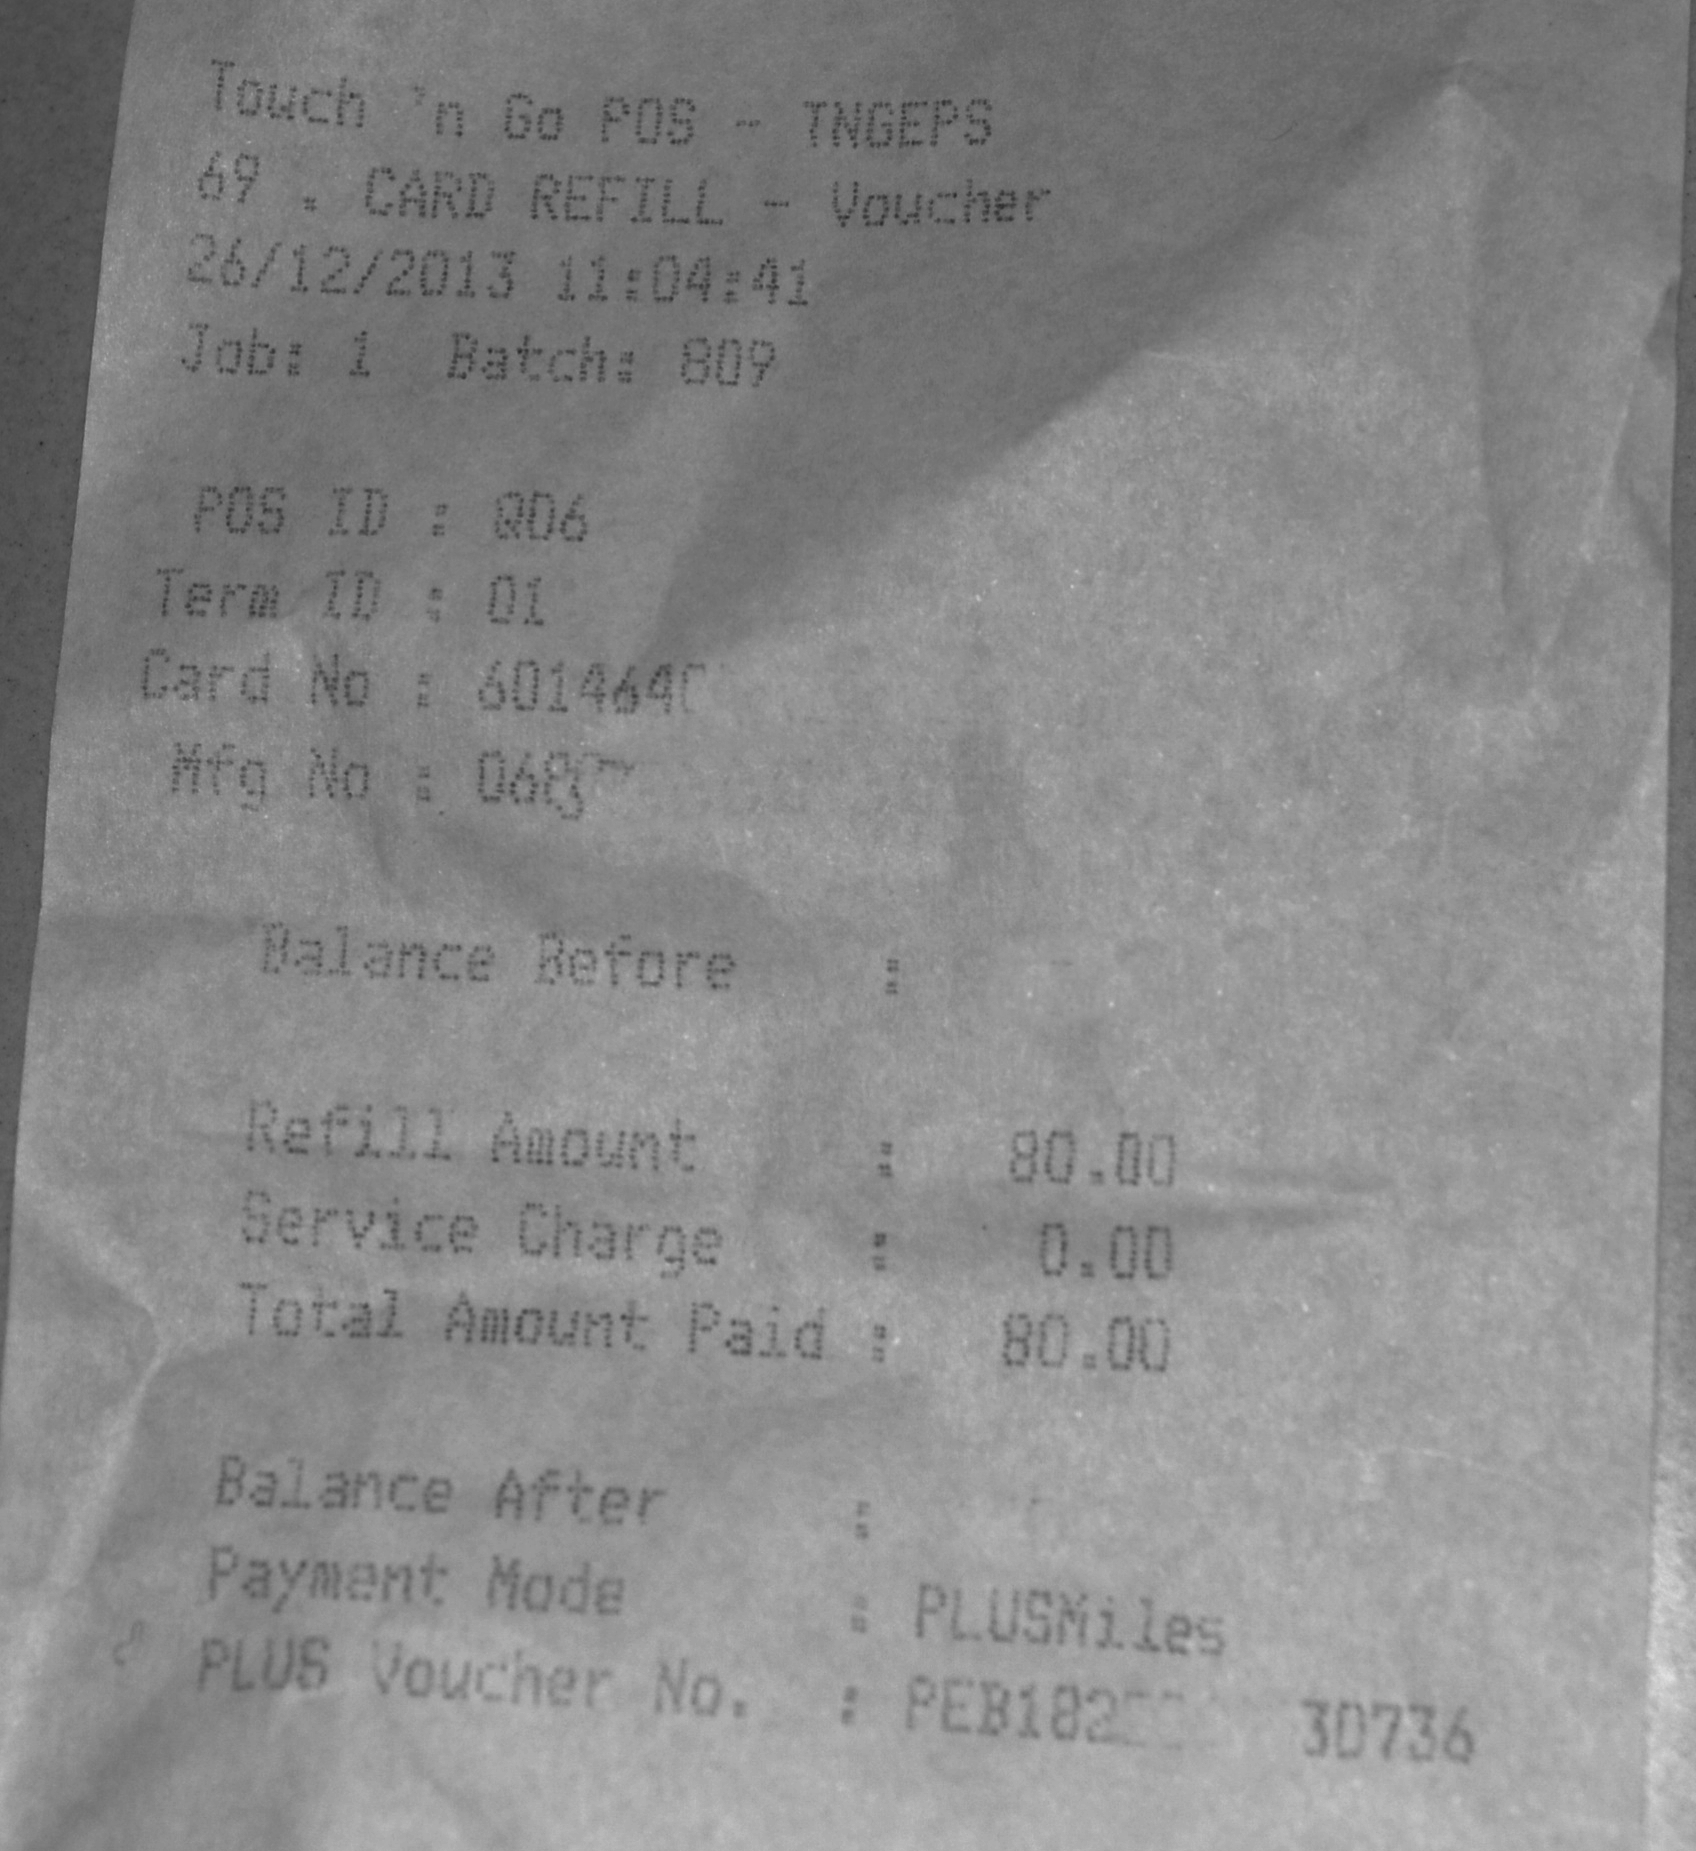 Touch 'n Go POS - TNGEPS
69 . CARD REFILL - Voucher
26/12/2013 11:04:41
Job: 1 Batch: 809
POS ID : QD6
Term ID : 01
Card No :
Mfg No :
Balance Before :
Refill Amount : 80.00
Service Charge : 0.00
Total Amount Paid : 80.00
Balance After :
Payment Mode : PLUSMiles
PLUS Voucher No. : PEB182 30736